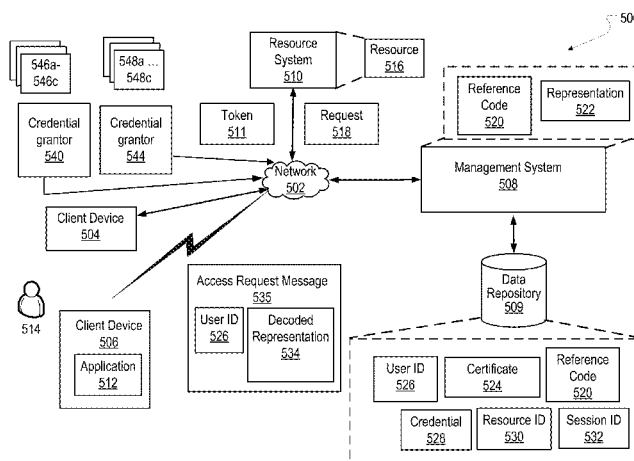 546a-
546c
548a ...
548c
Resource
System
510
Resource
516
50
Reference
Code
520
Representation
522
Credential
grantor
540
Credential
grantor
544
Token
511
Request
518
Network
502
Management System
508
Client Device
504
514
Client Device
506
Application
512
Access Request Message
535
User ID
526
Decoded
Representation
534
Data
Repository
509
User ID
526
Certificate
524
Reference
Code
520
Credential
528
Resource ID
530
Session ID
532